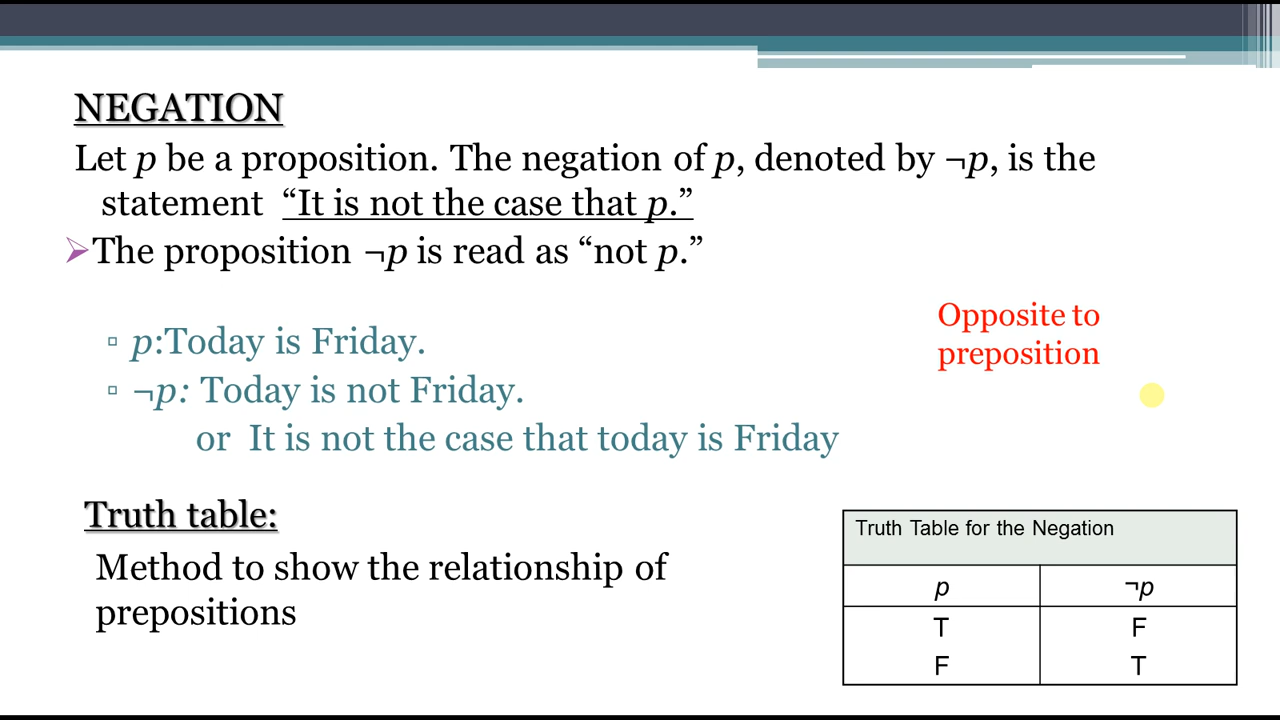 NEGATION
Let p be a proposition. The negation of p, denoted by ¬p, is the
statement “It is not the case that p.”
The proposition ¬p is read as “not p.”
Opposite to
preposition
p:Today is Friday.
¬p: Today is not Friday.
or It is not the case that today is Friday
Truth table:
Method to show the relationship of
prepositions
Truth Table for the Negation
p ¬p
T F
F T